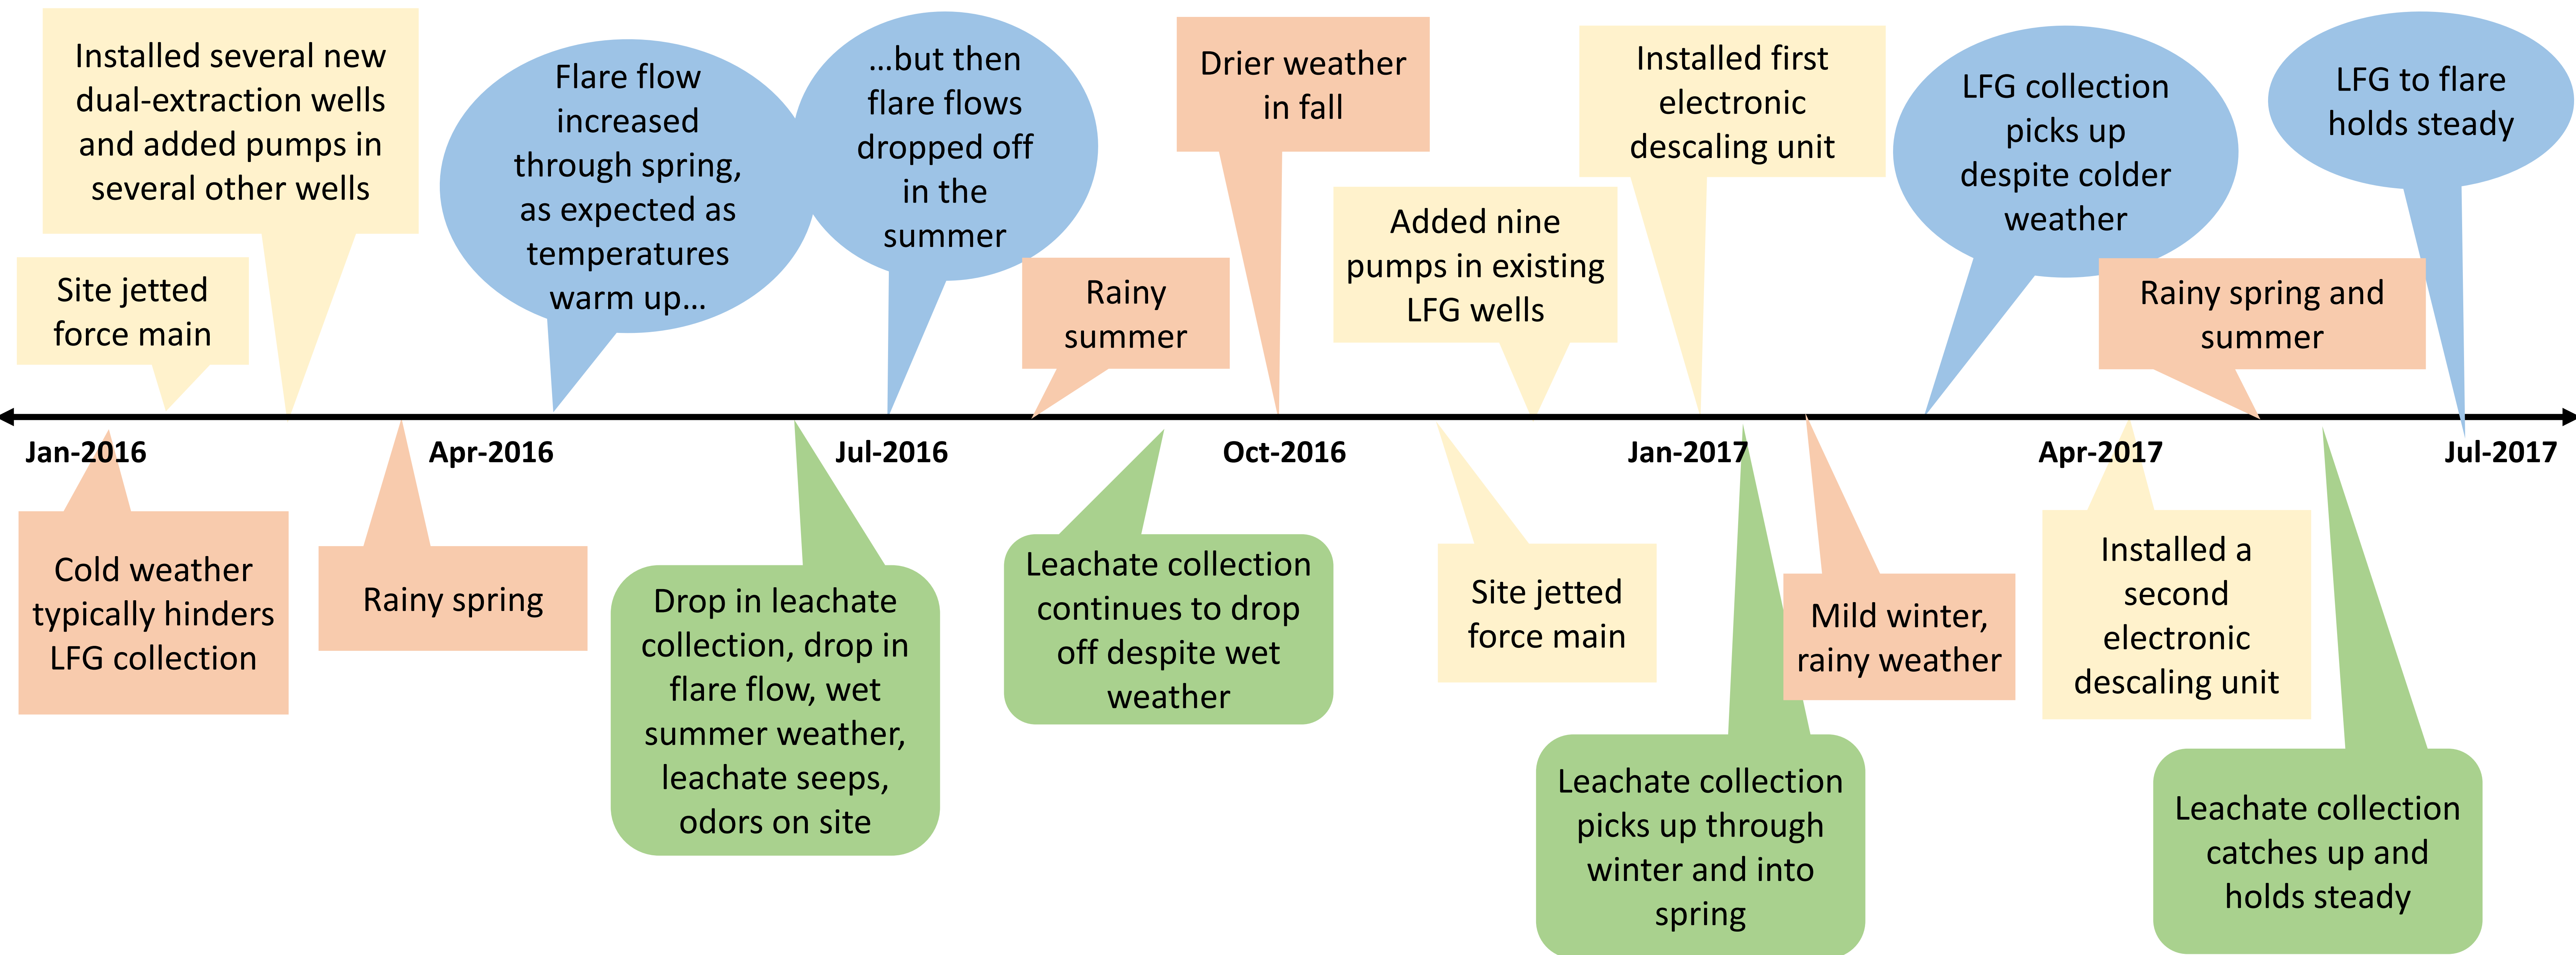 Installed several new
dual-extraction wells
and added pumps in
several other wells
Site jetted
force main
Flare flow
increased
through spring,
as expected as
temperatures
warm up...
...but then
flare flows
dropped off
in the
summer
Rainy
summer
Drier weather
in fall
Added nine
pumps in existing
LFG wells
Installed first
electronic
descaling unit
LFG collection
picks up
despite colder
weather
Rainy spring and
summer
LFG to flare
holds steady
Jan-2016
Apr-2016
Jul-2016
Oct-2016
Jan-2017
Apr-2017
Jul-2017
Cold weather
typically hinders
LFG collection
Rainy spring
Drop in leachate
collection, drop in
flare flow, wet
summer weather,
leachate seeps,
odors on site
Leachate collection
continues to drop
off despite wet
weather
Site jetted
force main
Leachate collection
picks up through
winter and into
spring
Mild winter,
rainy weather
Installed a
second
electronic
descaling unit
Leachate collection
catches up and
holds steady